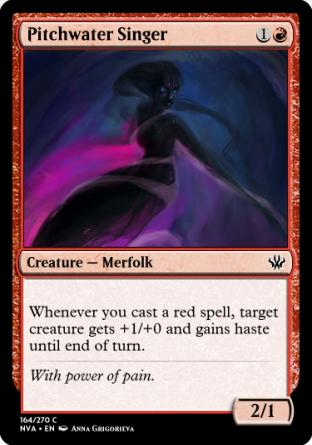 Pitchwater Singer 1
Creature — Merfolk
Whenever you cast a red spell, target
creature gets +1/+0 and gains haste
until end of turn.
With power of pain.
164/270 C
NVA • EN Anna Grigorieva
2/1